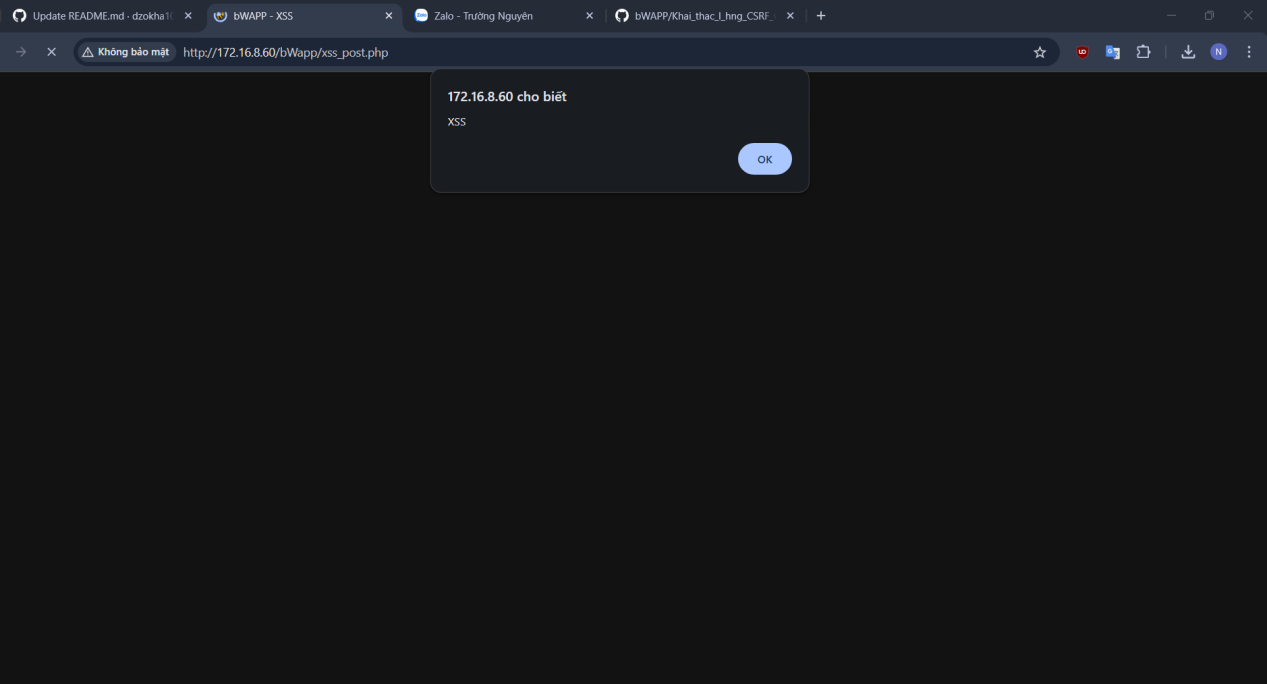 Update README.md · dzokha1
bWAPP - XSS
Zalo - Trường Nguyên
bWAPP/Khai_thac_l_hng_CSRF_
Không bảo mật
http://172.16.8.60/bWapp/xss_post.php
N
172.16.8.60 cho biết
XSS
OK